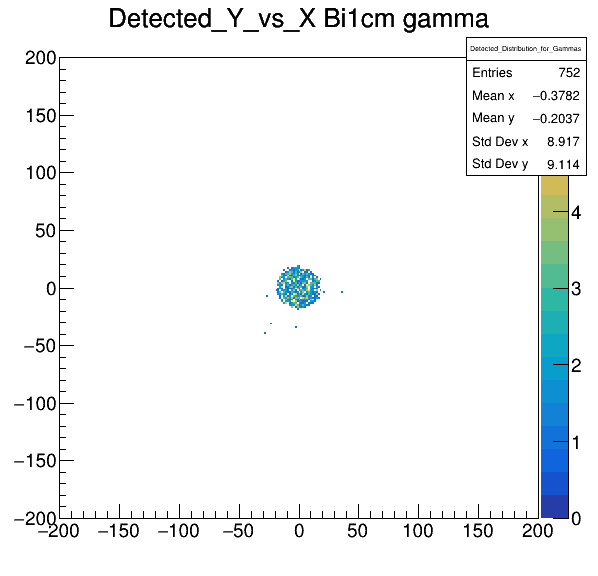 Detected_Y_vs_X Bi1cm gamma
Detected_Distribution_for_Gammas
Entries 752
Mean x −0.3782
Mean y −0.2037
Std Dev x 8.917
Std Dev y 9.114
200
150
100
50
0
−50
−100
−150
−200
−200 −150 −100 −50 0 50 100 150 200
4
3
2
1
0